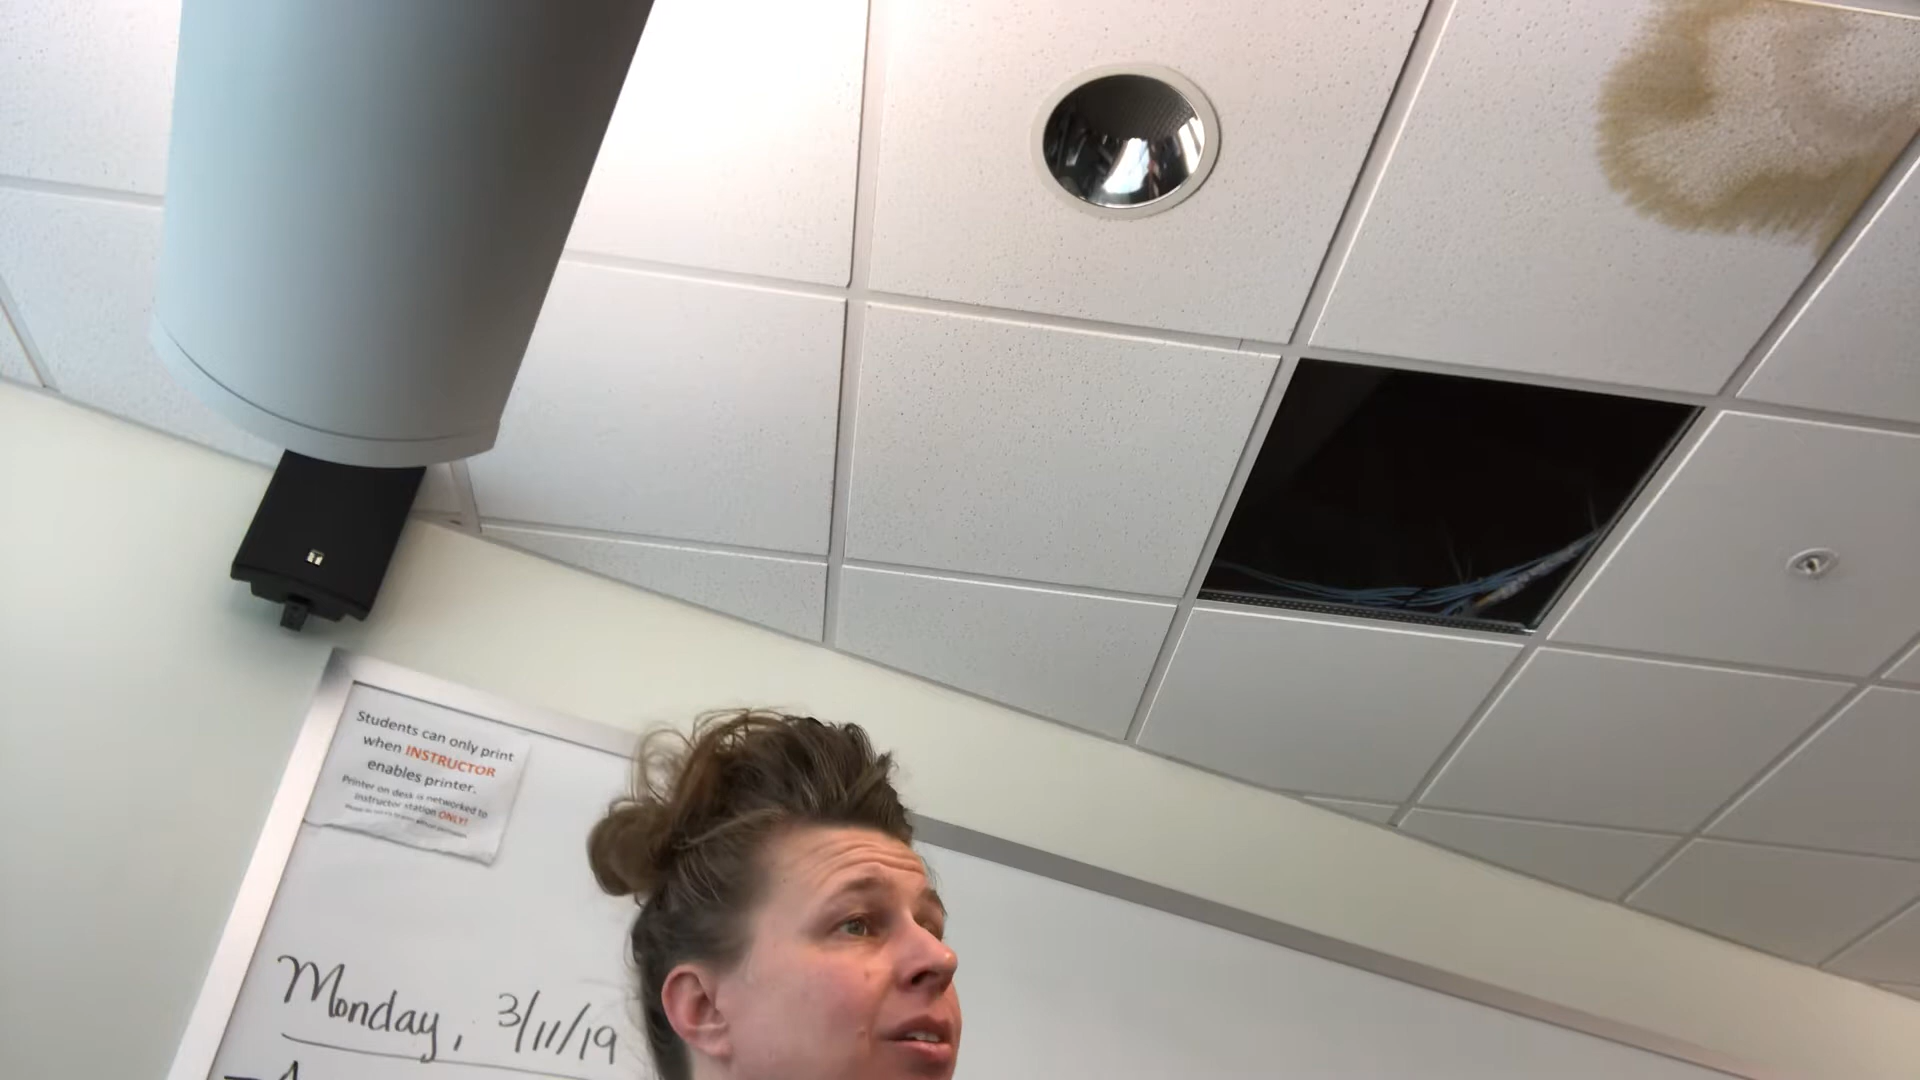 Students can only print
when INSTRUCTOR
enables printer.
Printer on desk is networked to
instructor station ONLY!
Monday, 3/11/19